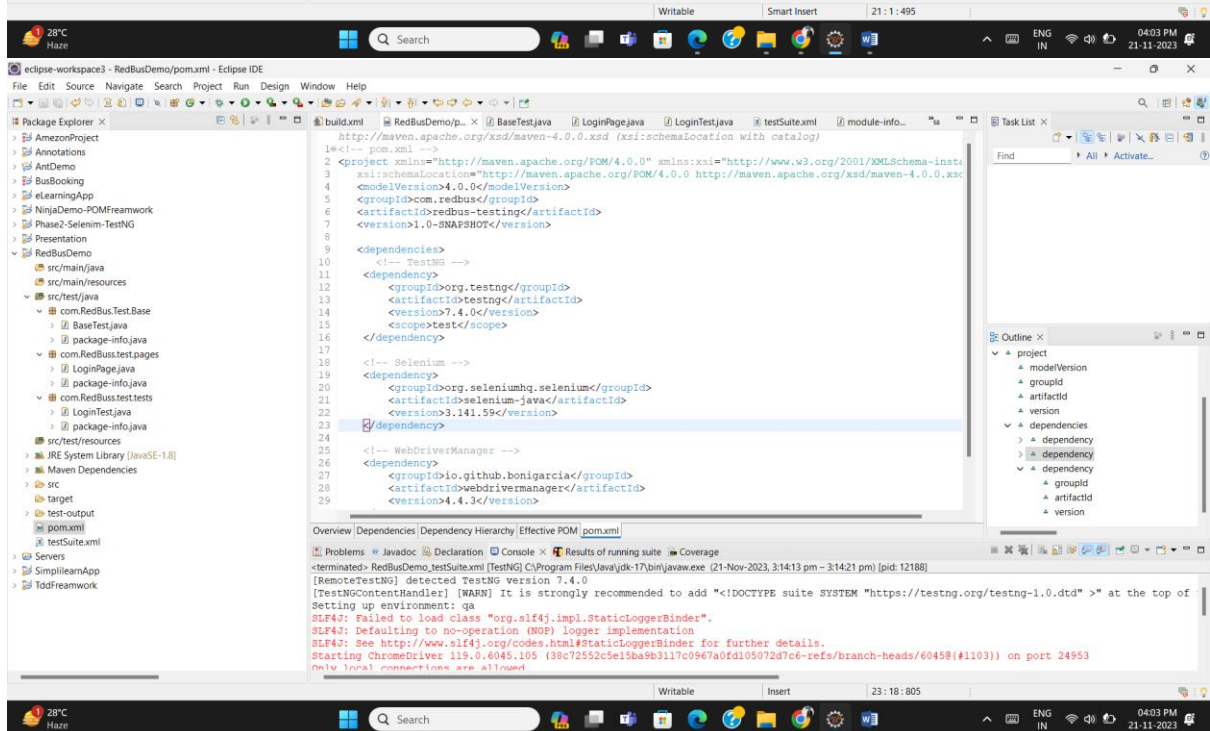 Writable Smart Insert 21 : 1 : 495
28°C
Haze
Search
ENG
IN
04:03 PM
21-11-2023
eclipse-workspace3 - RedBusDemo/pom.xml - Eclipse IDE
File Edit Source Navigate Search Project Run Design Window Help
Package Explorer
AmezonProject
Annotations
AntDemo
BusBooking
eLearningApp
NinjaDemo-POMFreamwork
Phase2-Selenim-TestNG
Presentation
RedBusDemo
src/main/java
src/main/resources
src/test/java
com.RedBus.Test.Base
BaseTest.java
package-info.java
com.RedBuss.test.pages
LoginPage.java
package-info.java
com.RedBuss.test.tests
LoginTest.java
package-info.java
src/test/resources
JRE System Library [JavaSE-1.8]
Maven Dependencies
src
target
test-output
pom.xml
testSuite.xml
Servers
SimplilearnApp
TddFreamwork
build.xml RedBusDemo/p... BaseTest.java LoginPage.java LoginTest.java testSuite.xml module-info...
http://maven.apache.org/xsd/maven-4.0.0.xsd (xsi:schemaLocation with catalog)
1 <!-- pom.xml -->
2 <project xmlns="http://maven.apache.org/POM/4.0.0" xmlns:xsi="http://www.w3.org/2001/XMLSchema-insta
3 xsi:schemaLocation="http://maven.apache.org/POM/4.0.0 http://maven.apache.org/xsd/maven-4.0.0.xsd
4 <modelVersion>4.0.0</modelVersion>
5 <groupId>com.redbus</groupId>
6 <artifactId>redbus-testing</artifactId>
7 <version>1.0-SNAPSHOT</version>
8
9 <dependencies>
10 <!-- TestNG -->
11 <dependency>
12 <groupId>org.testng</groupId>
13 <artifactId>testng</artifactId>
14 <version>7.4.0</version>
15 <scope>test</scope>
16 </dependency>
17
18 <!-- Selenium -->
19 <dependency>
20 <groupId>org.seleniumhq.selenium</groupId>
21 <artifactId>selenium-java</artifactId>
22 <version>3.141.59</version>
23 </dependency>
24
25 <!-- WebDriverManager -->
26 <dependency>
27 <groupId>io.github.bonigarcia</groupId>
28 <artifactId>webdrivermanager</artifactId>
29 <version>4.4.3</version>
Overview Dependencies Dependency Hierarchy Effective POM pom.xml
Task List
Find All Activate...
Outline
project
modelVersion
groupId
artifactId
version
dependencies
dependency
dependency
dependency
groupId
artifactId
version
Problems Javadoc Declaration Console Results of running suite Coverage
<terminated> RedBusDemo_testSuite.xml [TestNG] C:\Program Files\Java\jdk-17\bin\javaw.exe (21-Nov-2023, 3:14:13 pm – 3:14:21 pm) [pid: 12188]
[RemoteTestNG] detected TestNG version 7.4.0
[TestNGContentHandler] [WARN] It is strongly recommended to add "<!DOCTYPE suite SYSTEM "https://testng.org/testng-1.0.dtd" >" at the top of
Setting up environment: qa
SLF4J: Failed to load class "org.slf4j.impl.StaticLoggerBinder".
SLF4J: Defaulting to no-operation (NOP) logger implementation
SLF4J: See http://www.slf4j.org/codes.html#StaticLoggerBinder for further details.
Starting ChromeDriver 119.0.6045.105 (38c72552c5e15ba9b3117c0967a0fd105072d7c6-refs/branch-heads/6045@{#1103}) on port 24953
Only local connections are allowed
Writable Insert 23 : 18 : 805
28°C
Haze
Search
ENG
IN
04:03 PM
21-11-2023